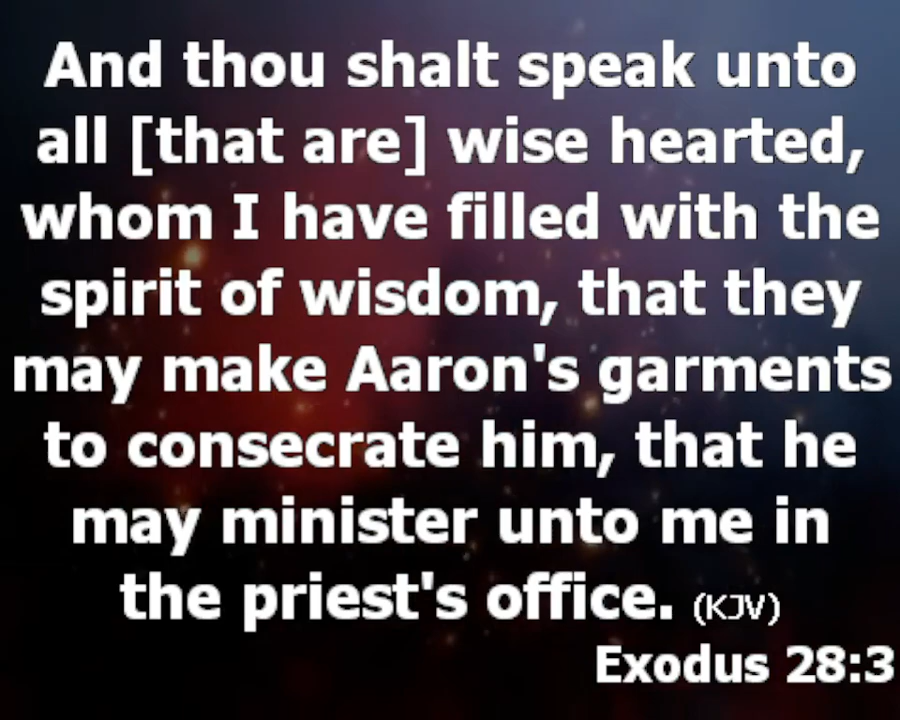 And thou shalt speak unto
all [that are] wise hearted,
whom I have filled with the
spirit of wisdom, that they
may make Aaron's garments
to consecrate him, that he
may minister unto me in
the priest's office. (KJV)
Exodus 28:3